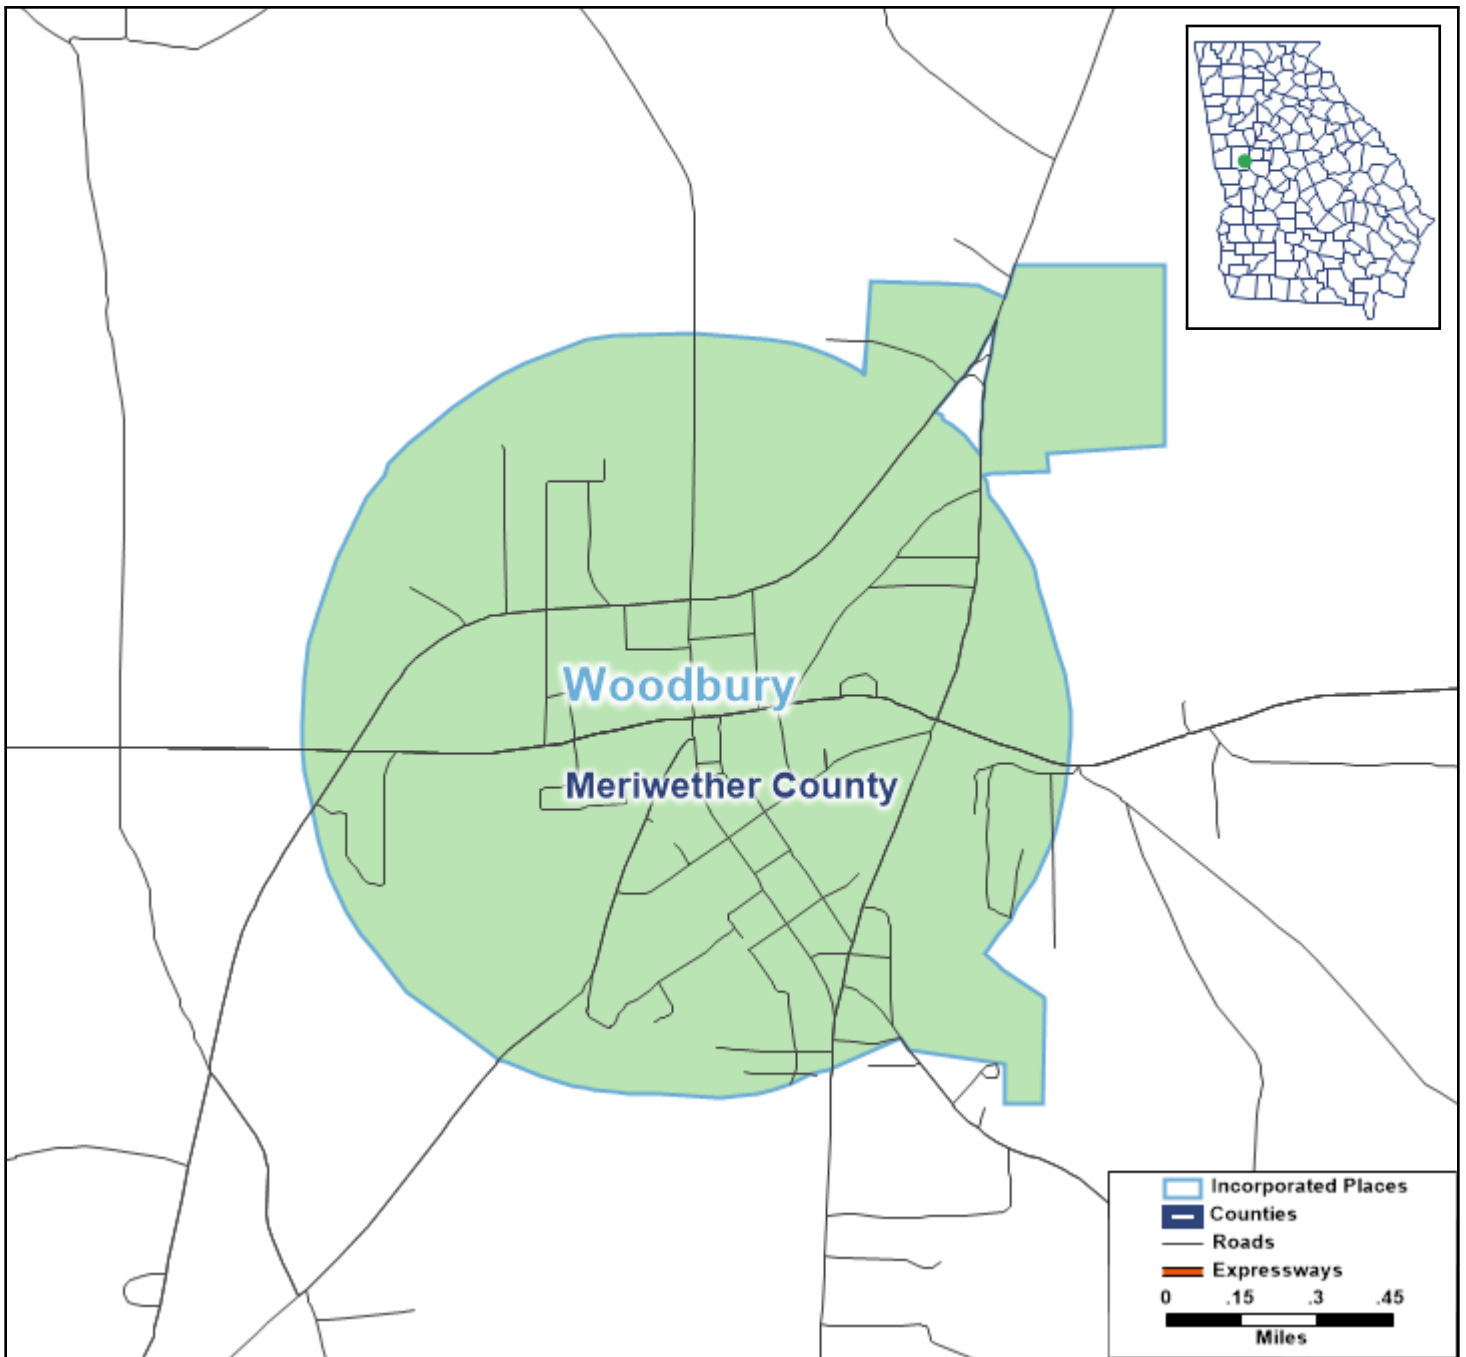 Woodbury
Meriwether County
Incorporated Places
Counties
Roads
Expressways
0 .15 .3 .45
Miles